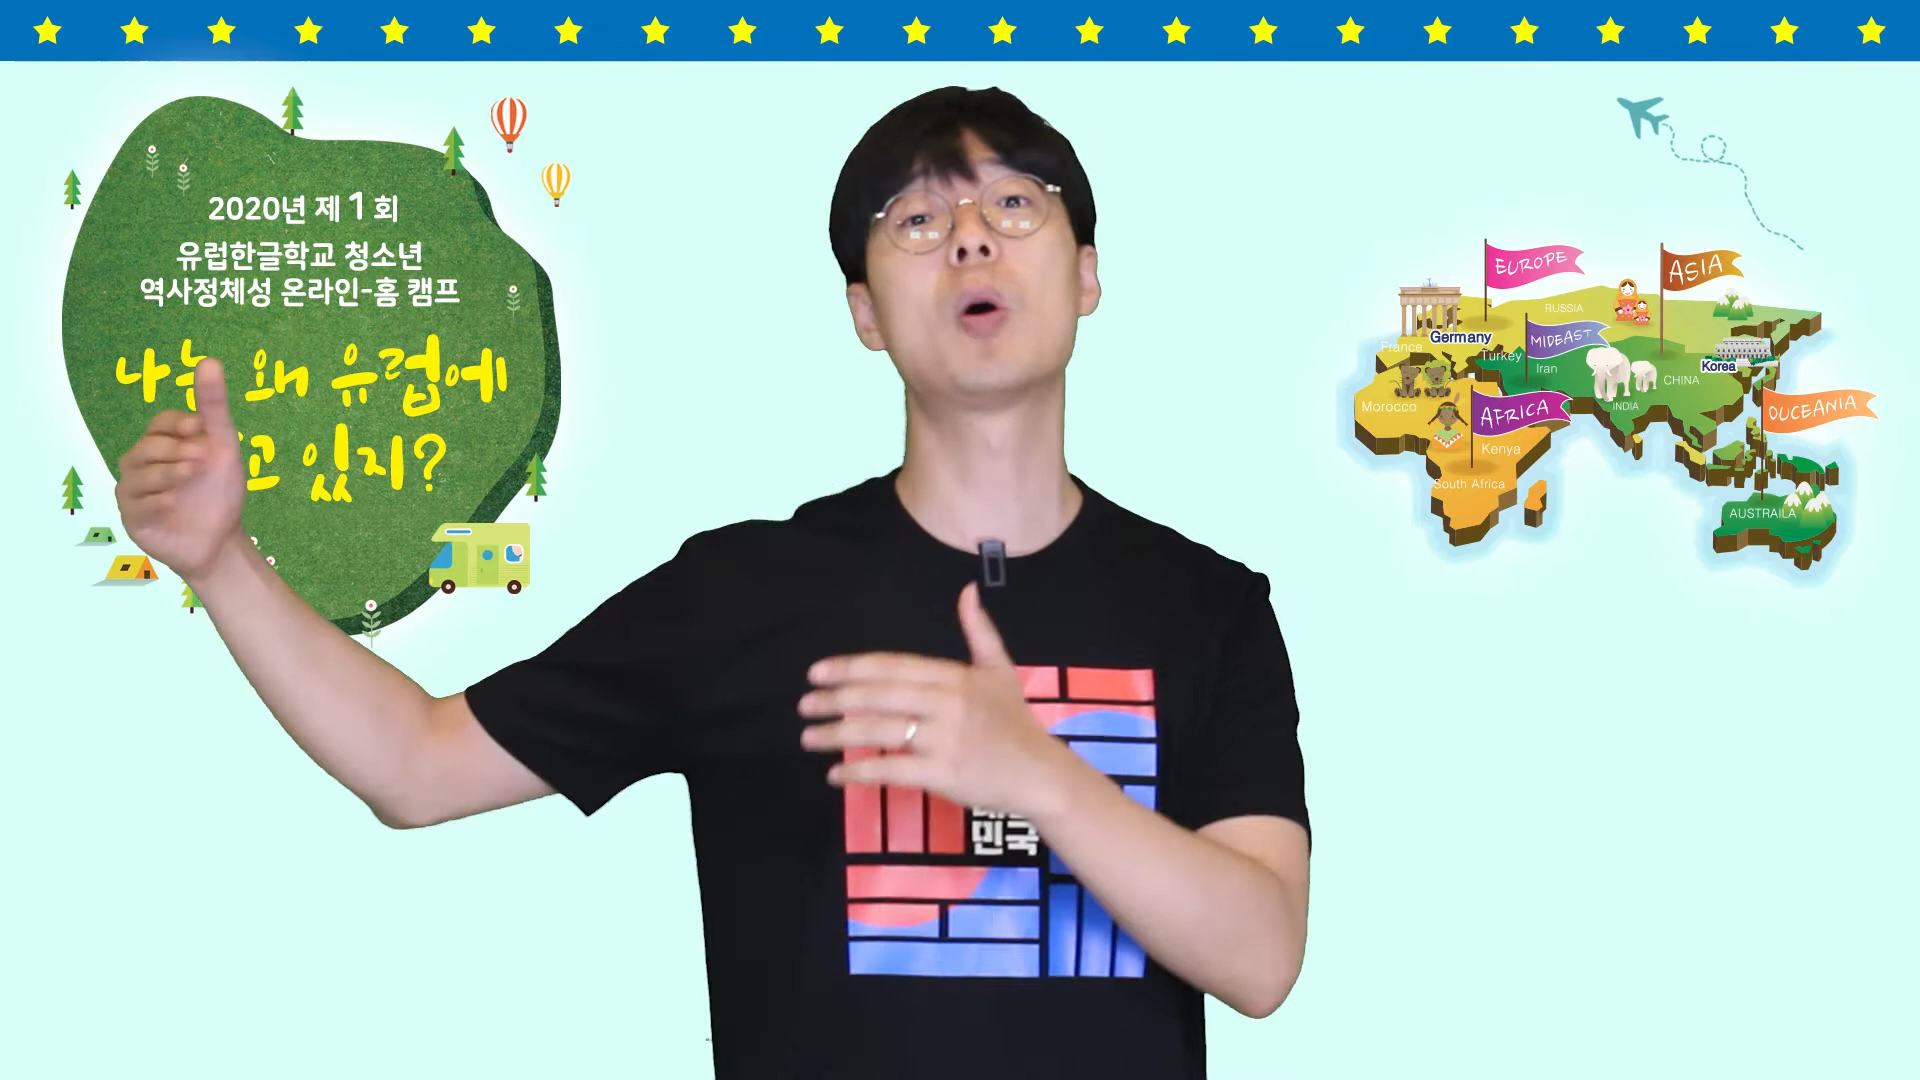 2020년 제1회
유럽한글학교 청소년
역사정체성 온라인-홈 캠프
왜 유럽에
있지?
EUROPE
ASIA
RUSSIA
Germany
MIDEAST
France
Turkey
Iran
Korea
CHINA
Morocco
AFRICA
INDIA
OUCEANIA
Kenya
South Africa
AUSTRAILA
민국